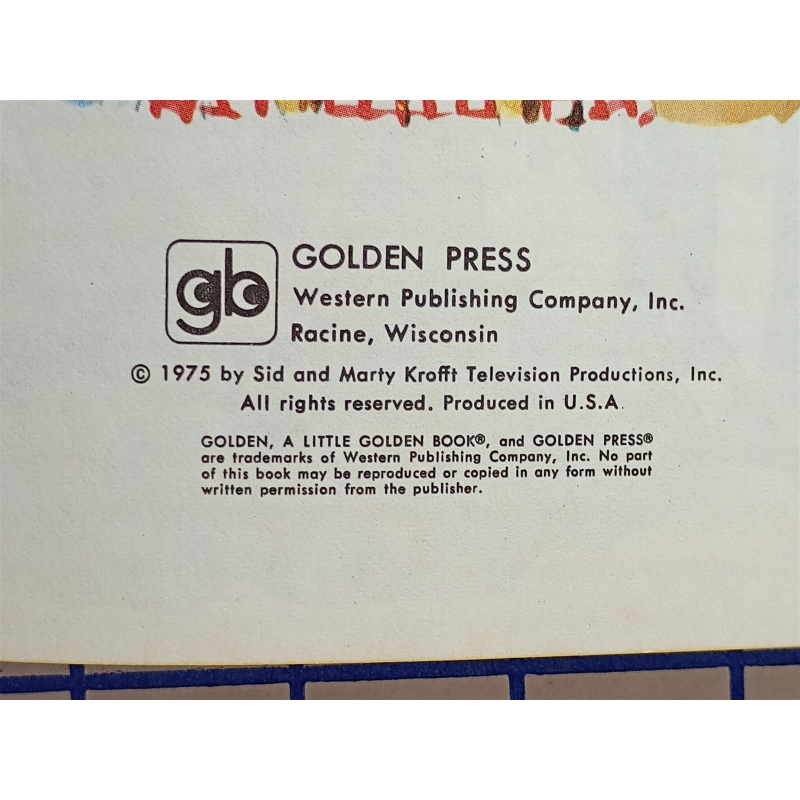 gb
GOLDEN PRESS
Western Publishing Company, Inc.
Racine, Wisconsin
© 1975 by Sid and Marty Krofft Television Productions, Inc.
All rights reserved. Produced in U.S.A.
GOLDEN, A LITTLE GOLDEN BOOK®, and GOLDEN PRESS®
are trademarks of Western Publishing Company, Inc. No part
of this book may be reproduced or copied in any form without
written permission from the publisher.